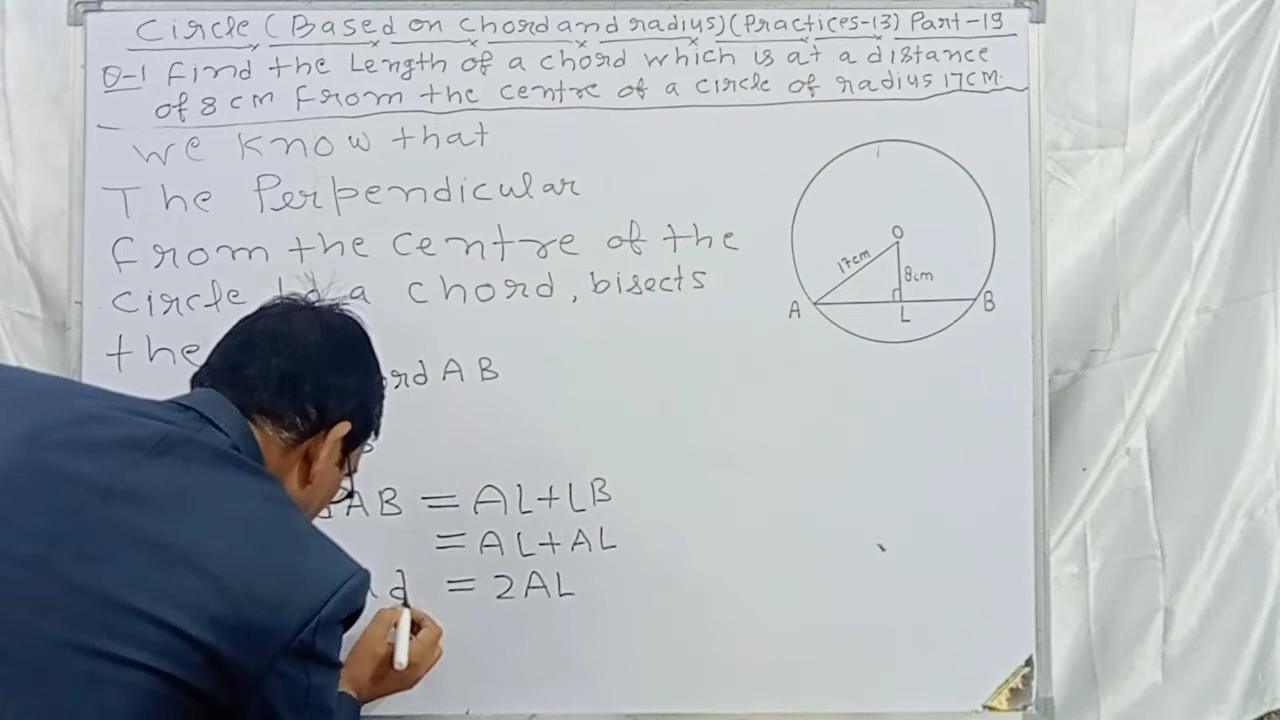 Circle (Based on chord and radius) (Practices-13) Part-19
Q-1 Find the Length of a chord which is at a distance
of 8 cm from the centre of a circle of radius 17cm.
we know that
The Perpendicular
from the centre of the
circle to a chord, bisects
the
AB
AB = AL+LB
= AL+AL
= 2AL
O
17cm
8cm
A
L
B